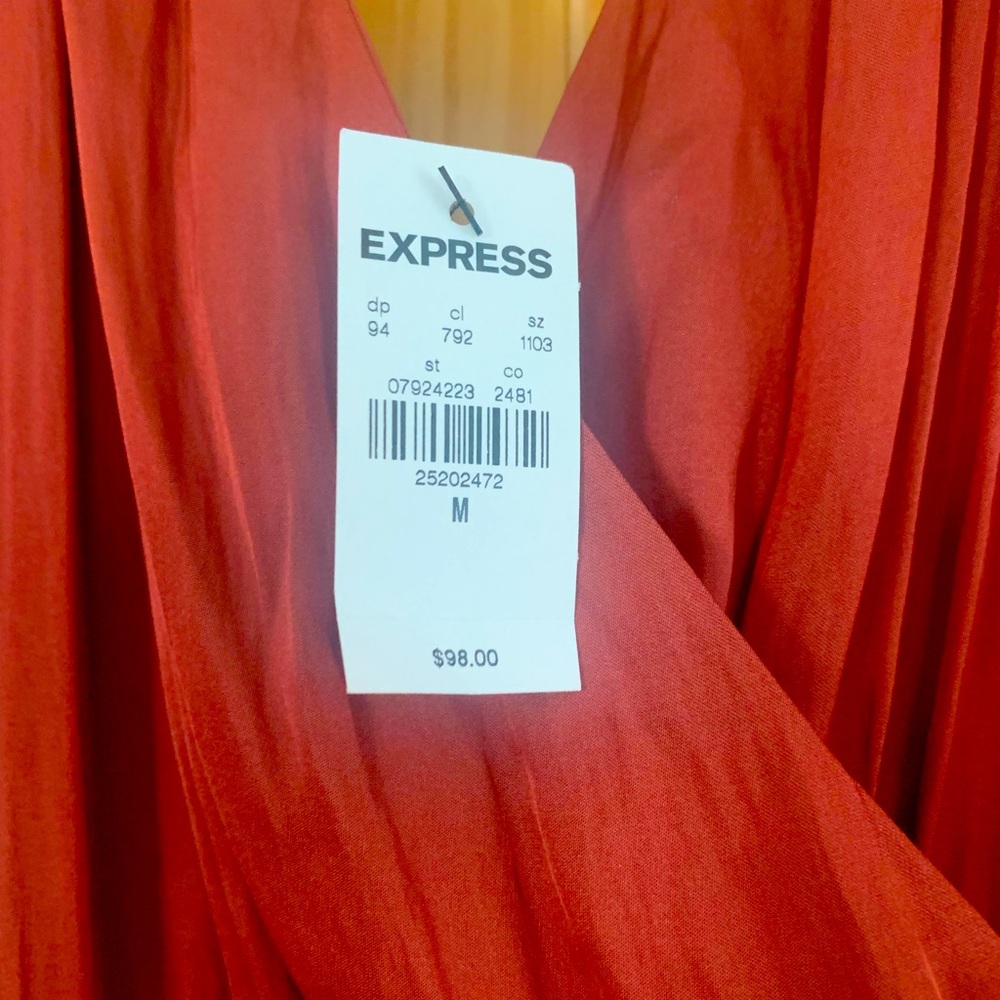 EXPRESS
dp cl sz
94 792 1103
st co
07924223 2481
25202472
M
$98.00